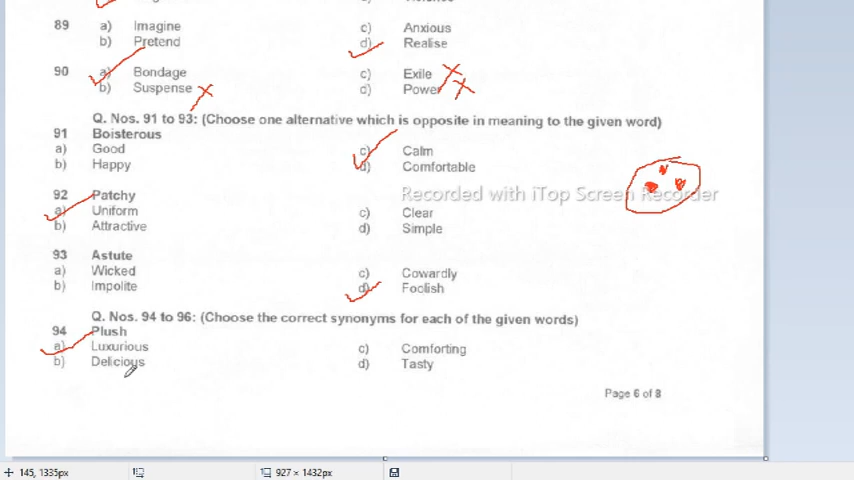 89 a) Imagine c) Anxious
b) Pretend d) Realise
90 a) Bondage c) Exile
b) Suspense d) Power
Q. Nos. 91 to 93: (Choose one alternative which is opposite in meaning to the given word)
91 Boisterous
a) Good c) Calm
b) Happy d) Comfortable
Recorded with iTop Screen Recorder
92 Patchy
a) Uniform c) Clear
b) Attractive d) Simple
93 Astute
a) Wicked c) Cowardly
b) Impolite d) Foolish
Q. Nos. 94 to 96: (Choose the correct synonyms for each of the given words)
94 Plush
a) Luxurious c) Comforting
b) Delicious d) Tasty
Page 6 of 8
145, 1335px 927 × 1432px